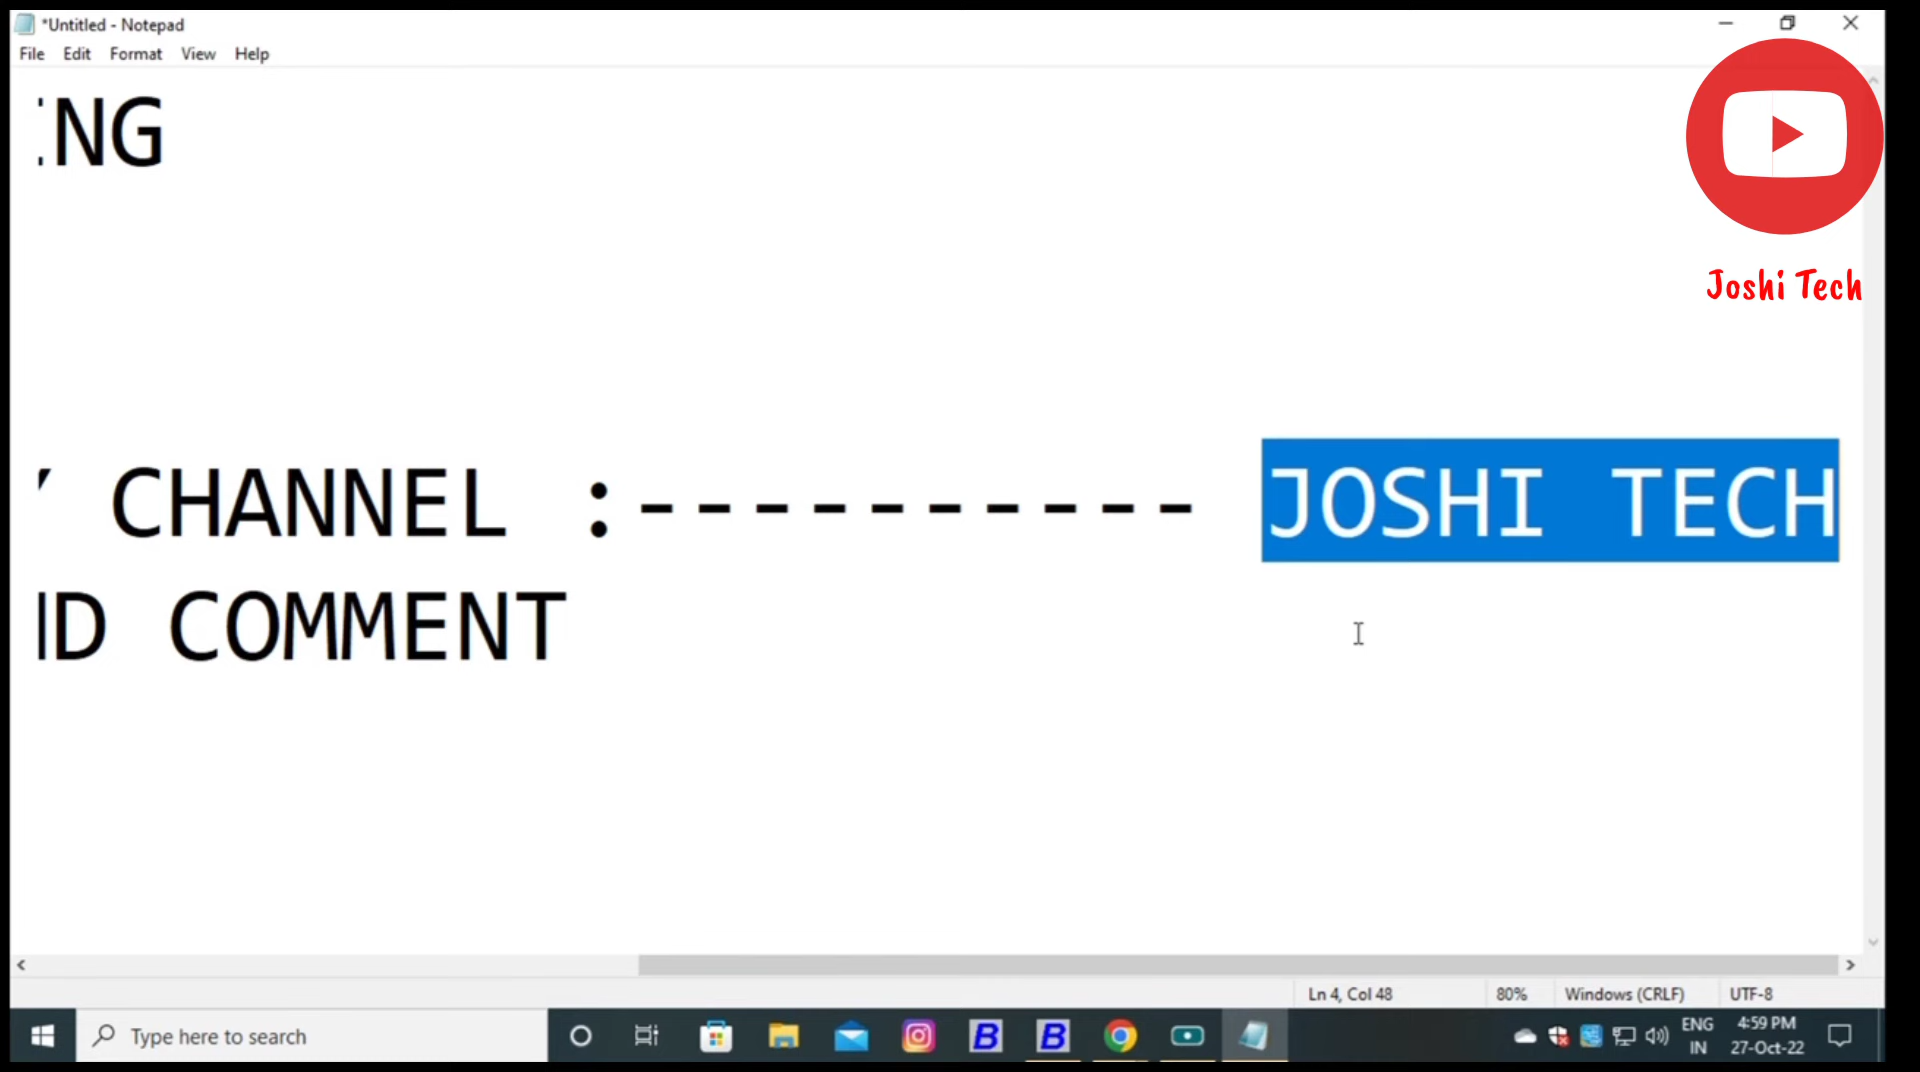 *Untitled - Notepad
File Edit Format View Help
NG
Joshi Tech
CHANNEL :---------- JOSHI TECH
COMMENT
Ln 4, Col 48 80% Windows (CRLF) UTF-8
Type here to search
B B
ENG
IN
4:59 PM
27-Oct-22